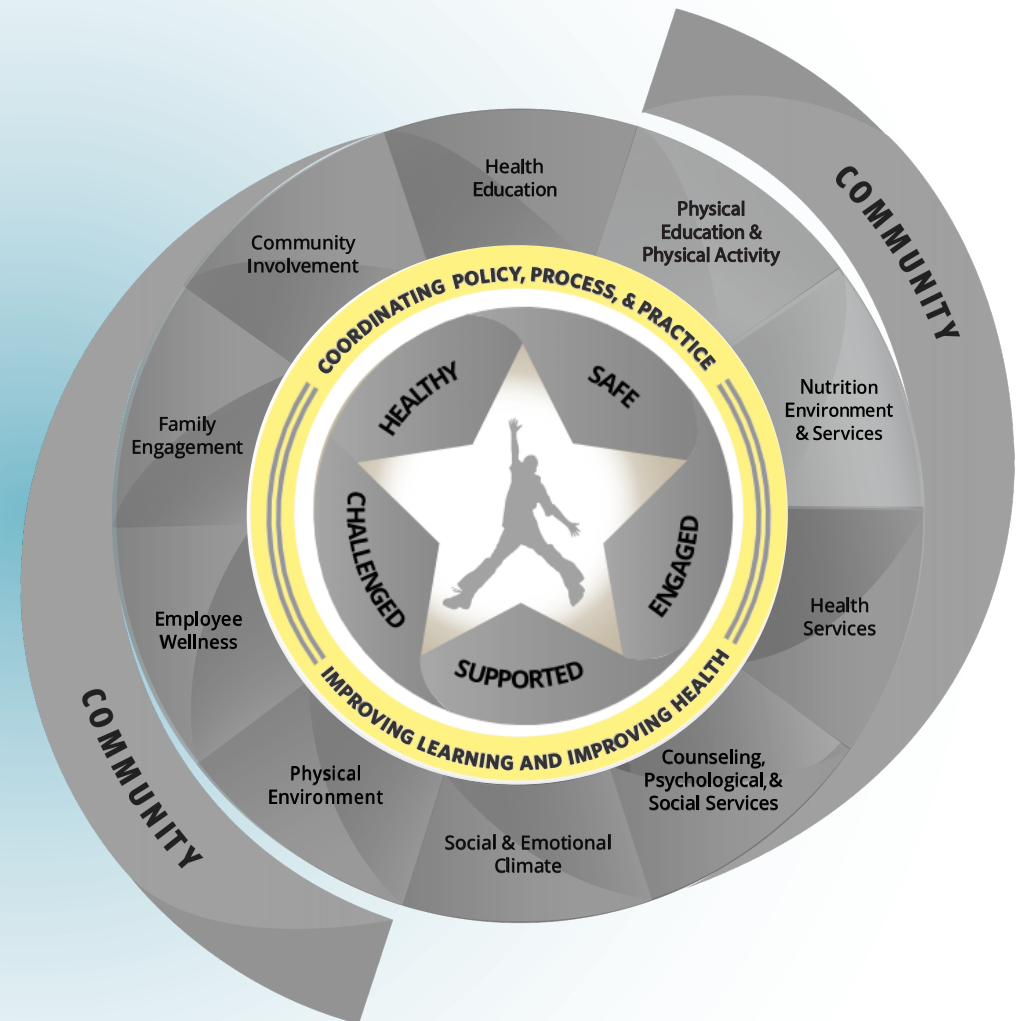 COMMUNITY
Health
Education
Physical
Education &
Physical Activity
Nutrition
Environment
& Services
Health
Services
Counseling,
Psychological, &
Social Services
Social & Emotional
Climate
Physical
Environment
Employee
Wellness
Family
Engagement
Community
Involvement
COORDINATING POLICY, PROCESS, & PRACTICE
IMPROVING LEARNING AND IMPROVING HEALTH
HEALTHY
SAFE
ENGAGED
SUPPORTED
CHALLENGED
COMMUNITY